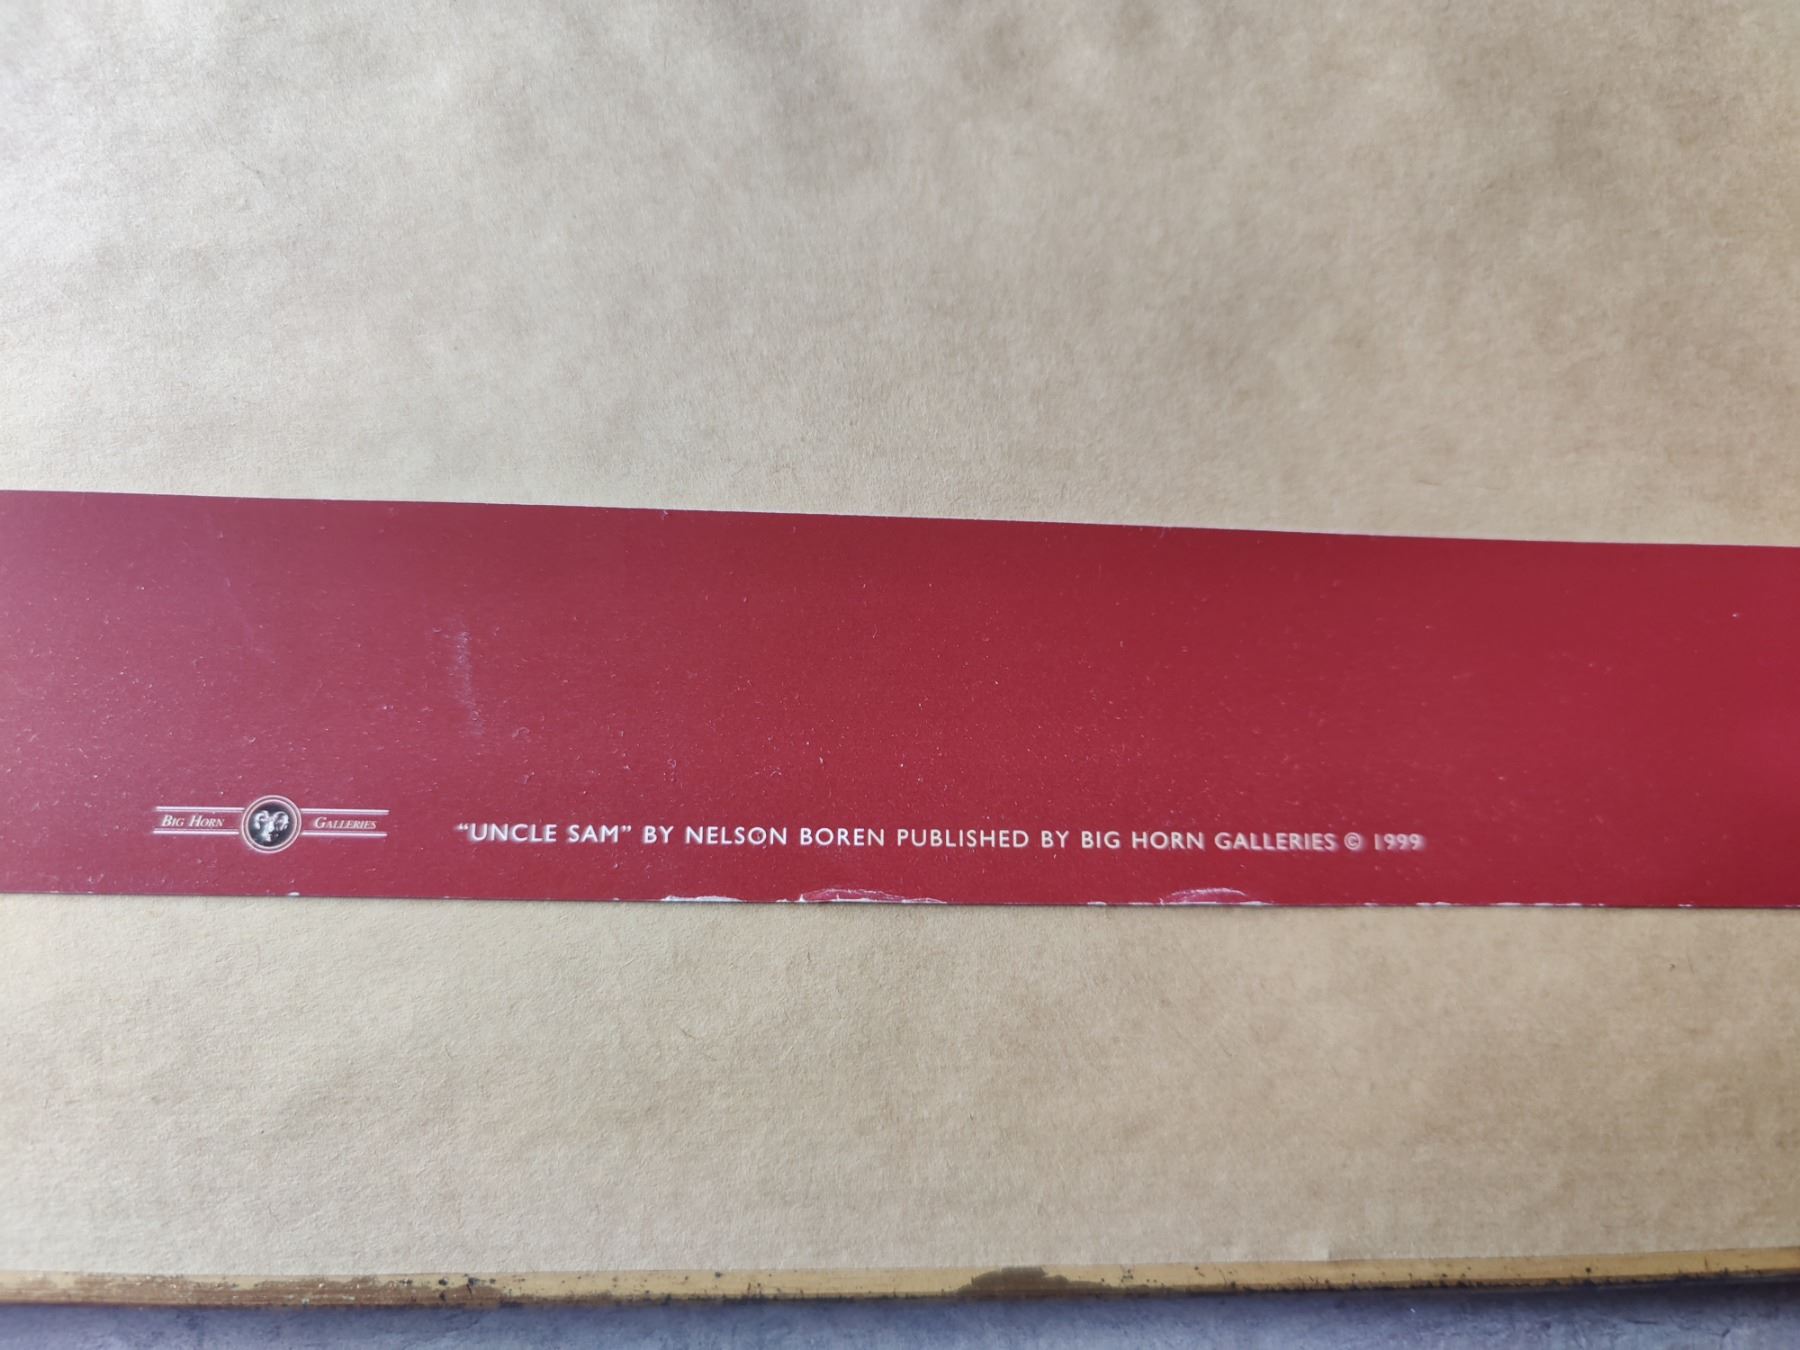 BIG HORN GALLERIES
“UNCLE SAM” BY NELSON BOREN PUBLISHED BY BIG HORN GALLERIES © 1999